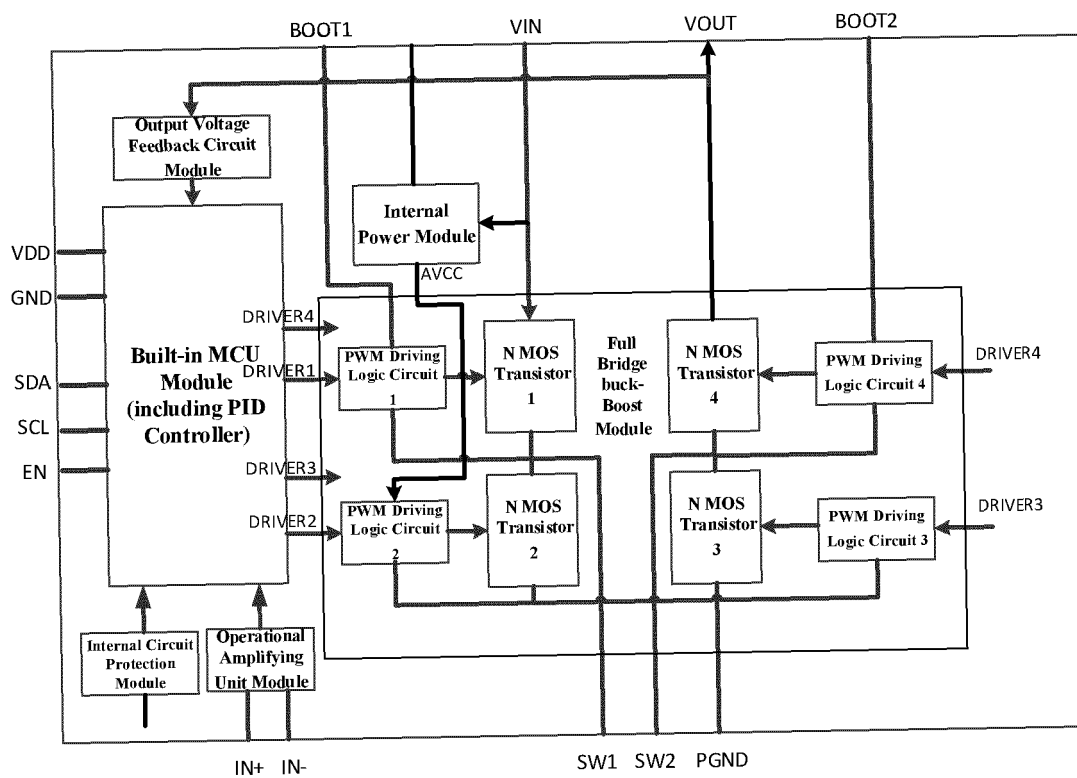 BOOT1
VIN
VOUT
BOOT2
Output Voltage
Feedback Circuit
Module
Internal
Power Module
AVCC
VDD
GND
SDA
SCL
EN
Built-in MCU
Module
(including PID
Controller)
DRIVER4
DRIVER1
DRIVER3
DRIVER2
PWM Driving
Logic Circuit
1
N MOS
Transistor
1
Full
Bridge
buck-
Boost
Module
N MOS
Transistor
4
PWM Driving
Logic Circuit 4
DRIVER4
PWM Driving
Logic Circuit
2
N MOS
Transistor
2
N MOS
Transistor
3
PWM Driving
Logic Circuit 3
DRIVER3
Internal Circuit
Protection
Module
Operational
Amplifying
Unit Module
IN+
IN-
SW1
SW2
PGND